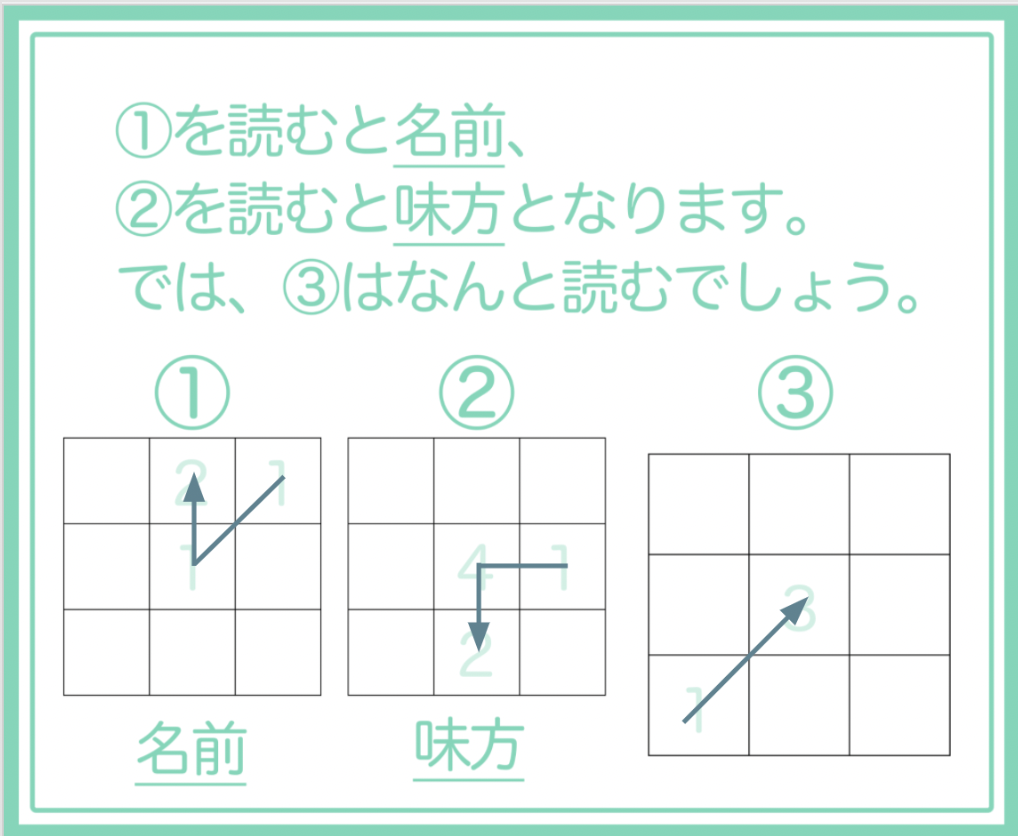 ①を読むと名前、
②を読むと味方となります。
では、③はなんと読むでしょう。
① ② ③
2 1
1
4 1
2
3
1
名前 味方